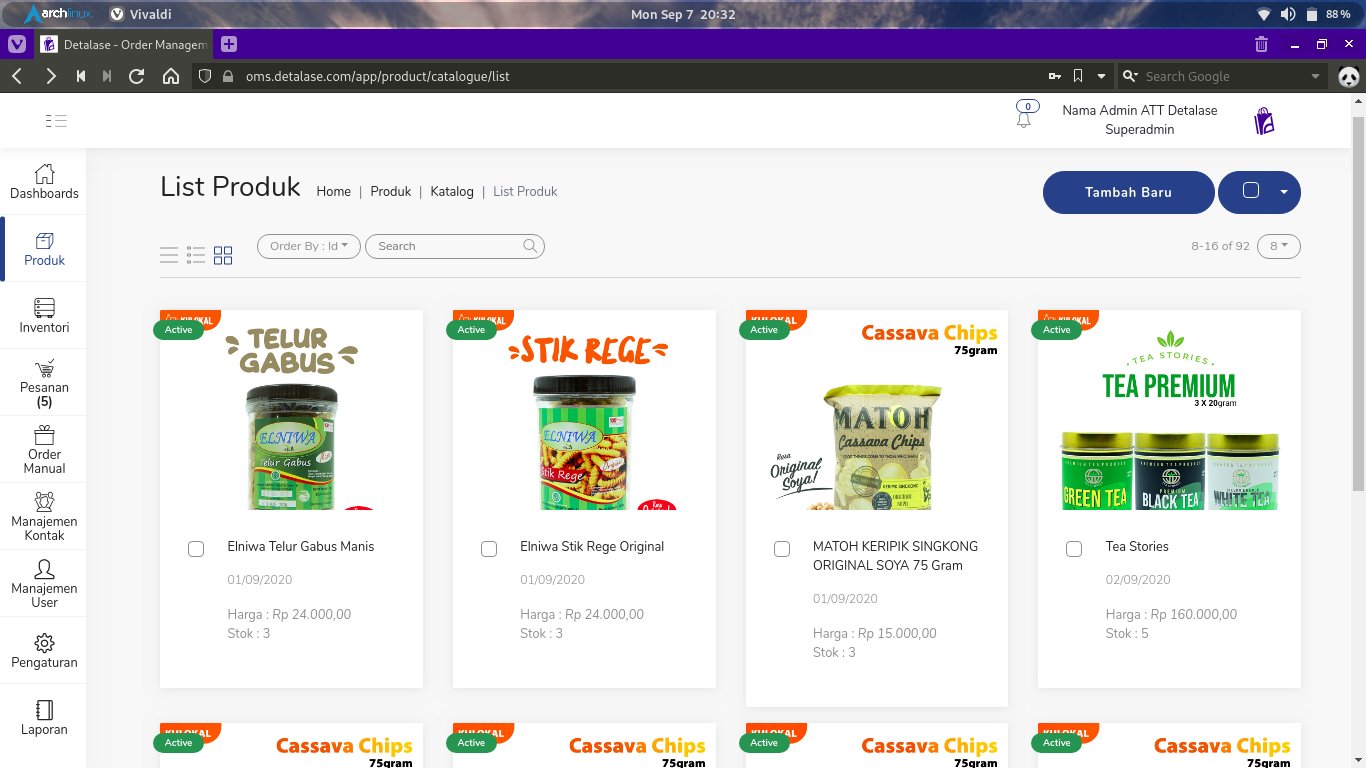 archlinux
Vivaldi
Mon Sep 7 20:32
88 %
Detalase - Order Managem
oms.detalase.com/app/product/catalogue/list
Search Google
0
Nama Admin ATT Detalase
Superadmin
Dashboards
Produk
Inventori
Pesanan
(5)
Order
Manual
Manajemen
Kontak
Manajemen
User
Pengaturan
Laporan
List Produk
Home | Produk | Katalog | List Produk
Tambah Baru
Order By : Id
Search
8-16 of 92
8
KULOKAL
Active
TELUR
GABUS
ELNIWA
Telur Gabus
Elniwa Telur Gabus Manis
01/09/2020
Harga : Rp 24.000,00
Stok : 3
KULOKAL
Active
STIK REGE
ELNIWA
Stik Rege
Elniwa Stik Rege Original
01/09/2020
Harga : Rp 24.000,00
Stok : 3
KULOKAL
Active
Cassava Chips
75gram
MATOH
Cassava Chips
Rasa
Original
Soya!
KERIPIK SINGKONG
ORIGINAL
SOYA
MATOH KERIPIK SINGKONG
ORIGINAL SOYA 75 Gram
01/09/2020
Harga : Rp 15.000,00
Stok : 3
KULOKAL
Active
TEA STORIES
TEA PREMIUM
3 X 20gram
GREEN TEA
PREMIUM
BLACK TEA
WHITE TEA
Tea Stories
02/09/2020
Harga : Rp 160.000,00
Stok : 5
KULOKAL
Active
Cassava Chips
75gram
KULOKAL
Active
Cassava Chips
75gram
KULOKAL
Active
Cassava Chips
75gram
KULOKAL
Active
Cassava Chips
75gram